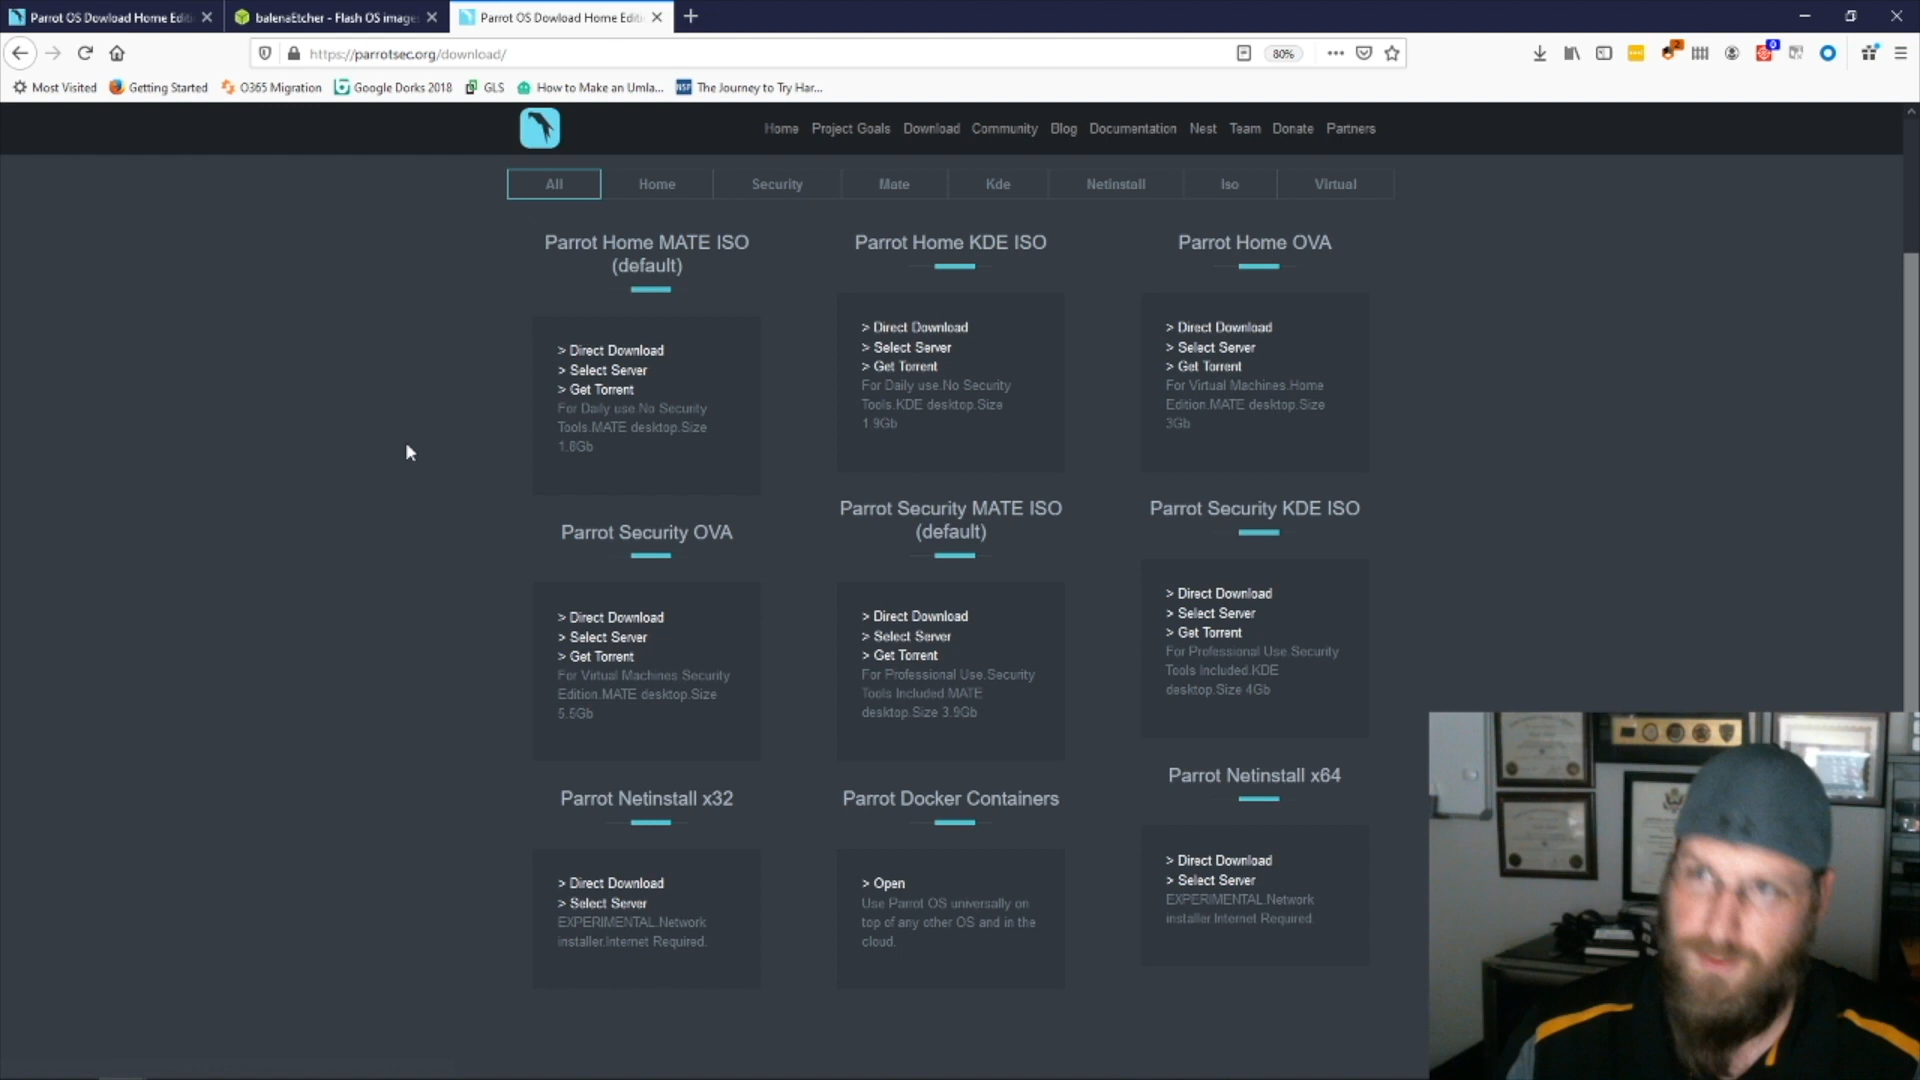 Parrot OS Dowload Home Editi
balenaEtcher - Flash OS image
Parrot OS Dowload Home Editi
https://parrotsec.org/download/
80%
2
0
Most Visited
Getting Started
O365 Migration
Google Dorks 2018
GLS
How to Make an Umla...
The Journey to Try Har...
Home
Project Goals
Download
Community
Blog
Documentation
Nest
Team
Donate
Partners
All
Home
Security
Mate
Kde
Netinstall
Iso
Virtual
Parrot Home MATE ISO
(default)
> Direct Download
> Select Server
> Get Torrent
For Daily use.No Security
Tools.MATE desktop.Size
1.8Gb
Parrot Home KDE ISO
> Direct Download
> Select Server
> Get Torrent
For Daily use.No Security
Tools.KDE desktop.Size
1.9Gb
Parrot Home OVA
> Direct Download
> Select Server
> Get Torrent
For Virtual Machines.Home
Edition.MATE desktop.Size
3Gb
Parrot Security OVA
> Direct Download
> Select Server
> Get Torrent
For Virtual Machines Security
Edition.MATE desktop.Size
5.5Gb
Parrot Security MATE ISO
(default)
> Direct Download
> Select Server
> Get Torrent
For Professional Use.Security
Tools Included.MATE
desktop.Size 3.9Gb
Parrot Security KDE ISO
> Direct Download
> Select Server
> Get Torrent
For Professional Use Security
Tools Included.KDE
desktop.Size 4Gb
Parrot Netinstall x32
> Direct Download
> Select Server
EXPERIMENTAL.Network
installer.Internet Required.
Parrot Docker Containers
> Open
Use Parrot OS universally on
top of any other OS and in the
cloud.
Parrot Netinstall x64
> Direct Download
> Select Server
EXPERIMENTAL.Network
installer.Internet Required.